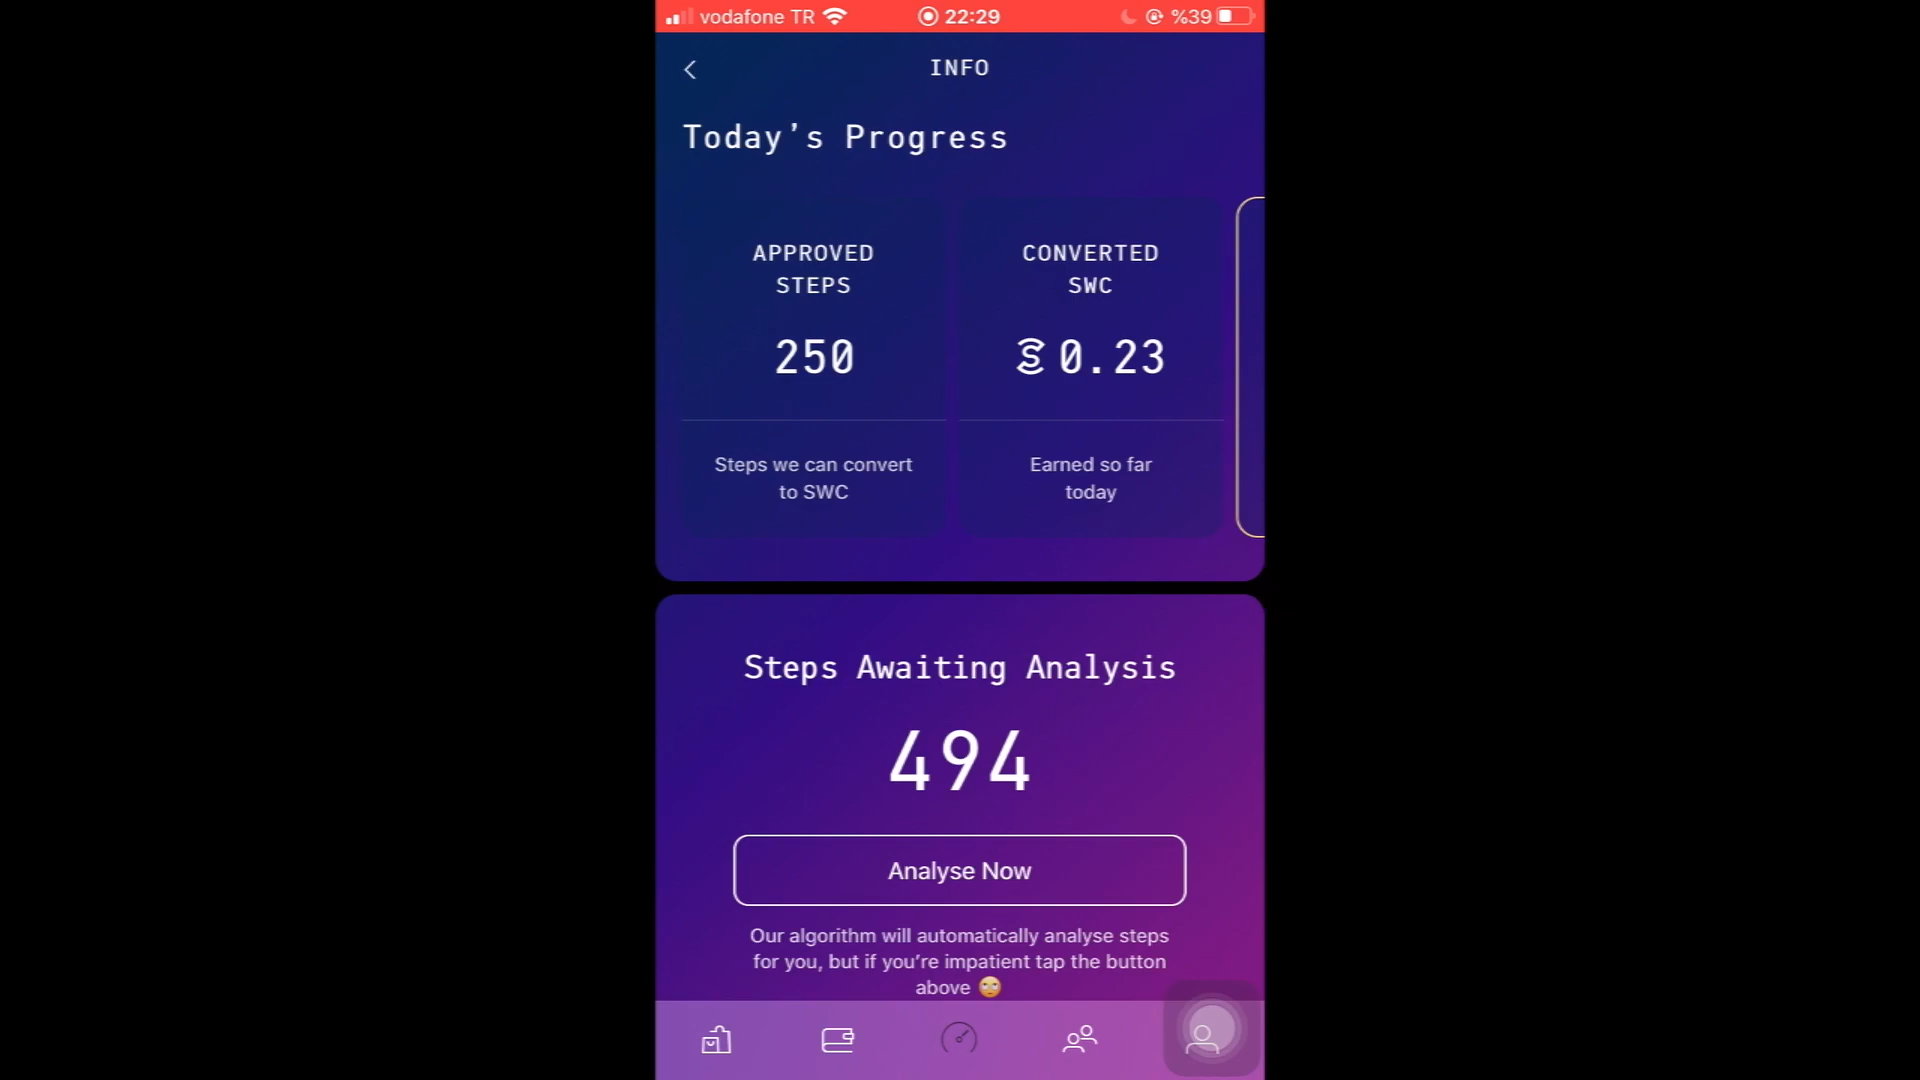 vodafone TR 22:29 %39
INFO
Today’s Progress
APPROVED
STEPS
250
Steps we can convert
to SWC
CONVERTED
SWC
0.23
Earned so far
today
Steps Awaiting Analysis
494
Analyse Now
Our algorithm will automatically analyse steps
for you, but if you’re impatient tap the button
above 🙄